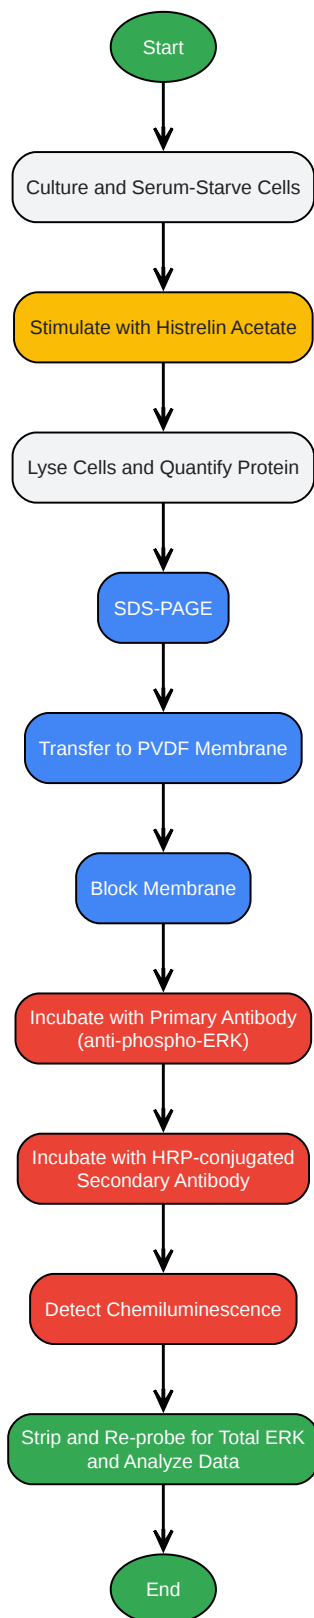 Start
Culture and Serum-Starve Cells
Stimulate with Histrelin Acetate
Lyse Cells and Quantify Protein
SDS-PAGE
Transfer to PVDF Membrane
Block Membrane
Incubate with Primary Antibody
(anti-phospho-ERK)
Incubate with HRP-conjugated
Secondary Antibody
Detect Chemiluminescence
Strip and Re-probe for Total ERK
and Analyze Data
End